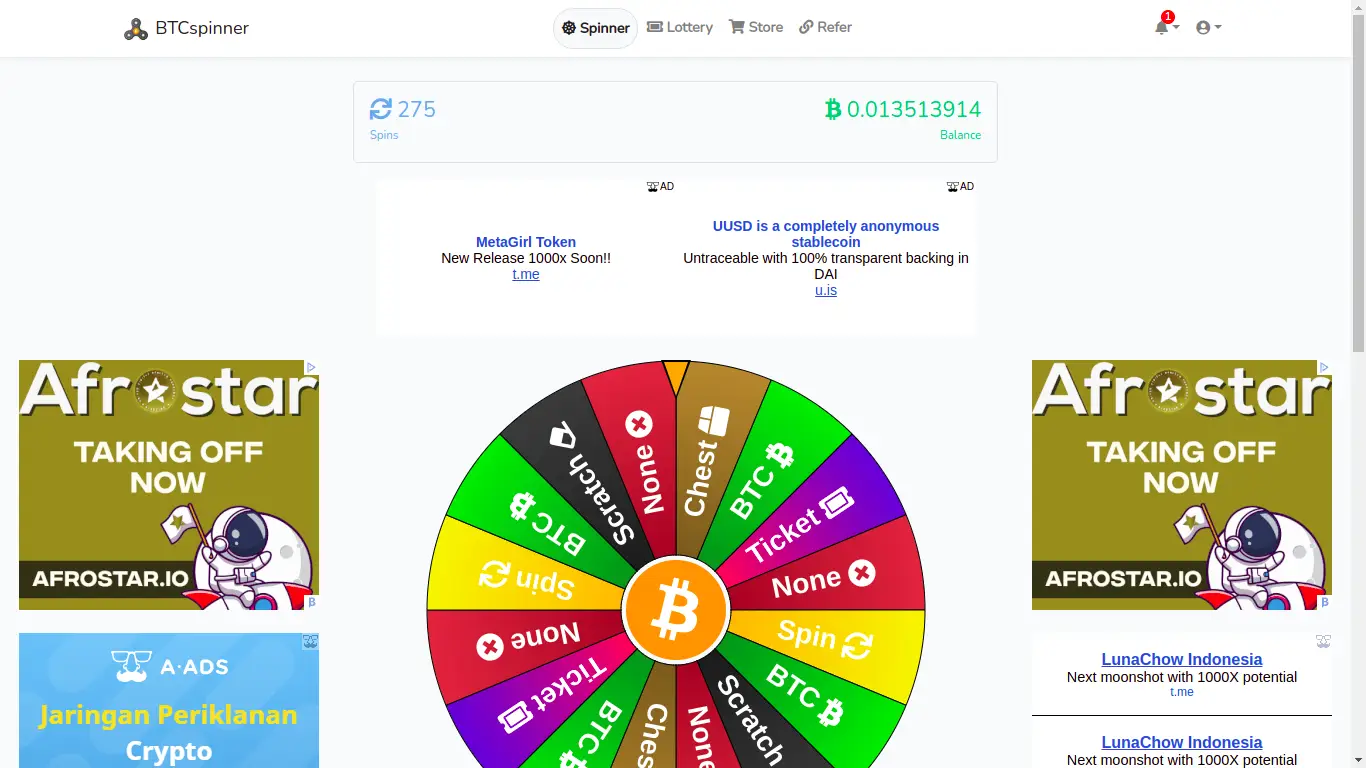 BTCspinner
Spinner
Lottery
Store
Refer
1
275
Spins
0.013513914
Balance
AD
MetaGirl Token
New Release 1000x Soon!!
t.me
AD
UUSD is a completely anonymous
stablecoin
Untraceable with 100% transparent backing in
DAI
u.is
Afrostar
TAKING OFF
NOW
AFROSTAR.IO
A-ADS
Jaringan Periklanan
Crypto
None
Chest
BTC
Ticket
None
Spin
BTC
Scratch
None
Ches
BTC
Ticket
None
Spin
BTC
Scratch
Afrostar
TAKING OFF
NOW
AFROSTAR.IO
LunaChow Indonesia
Next moonshot with 1000X potential
t.me
LunaChow Indonesia
Next moonshot with 1000X potential